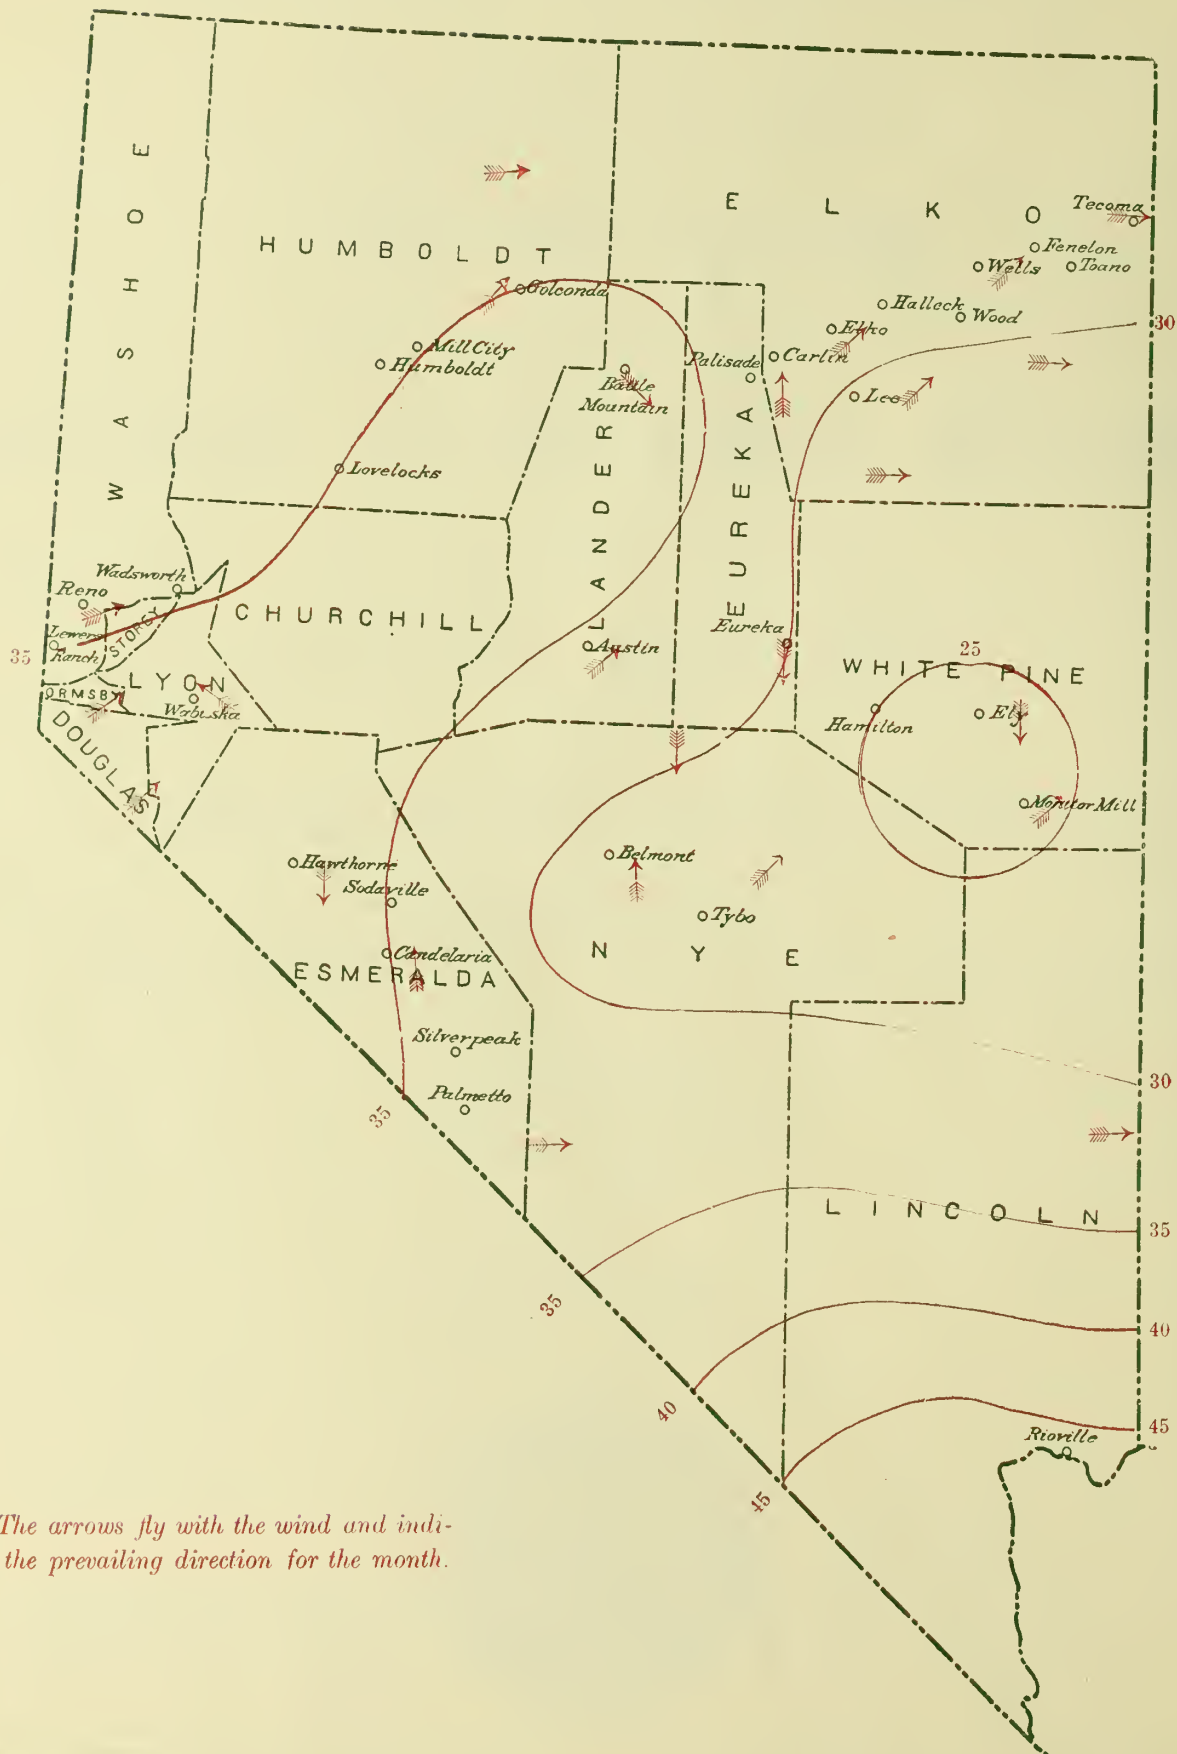 WASHOE
HUMBOLDT
ELKO
Tecoma
Fenelon
Wells
Toano
Halleck
Wood
Elko
30
Golconda
Mill City
Humboldt
Palisade
Carlin
Battle
Mountain
Lee
Lovelocks
LANDER
EUREKA
Wadsworth
Reno
STOREY
CHURCHILL
Lewers
Ranch
35
Austin
Eureka
25
WHITE PINE
LYON
ORMSBY
Wabuska
DOUGLAS
Hamilton
Ely
Monitor Mill
Hawthorne
Sodaville
Belmont
Tybo
Candelaria
ESMERALDA
NYE
Silverpeak
Palmetto
35
30
LINCOLN
35
35
40
40
45
Rioville
45
The arrows fly with the wind and indi-
the prevailing direction for the month.